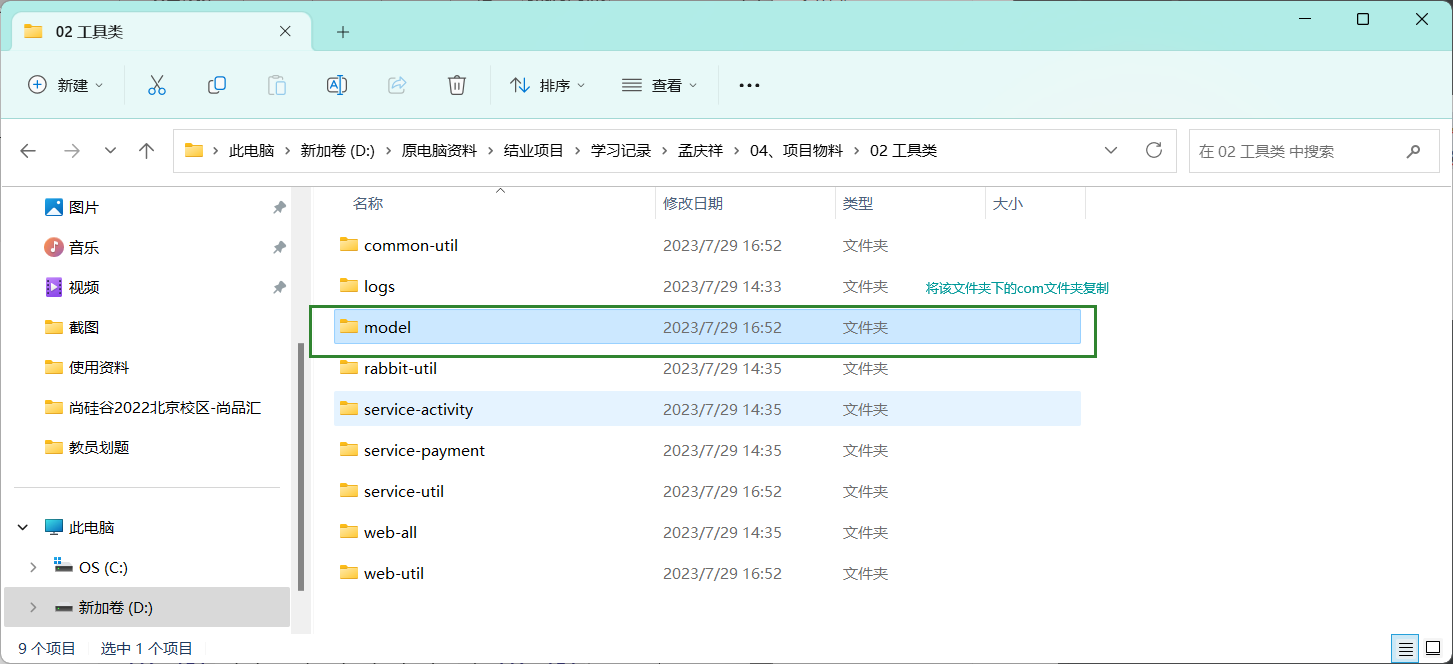 02 工具类
新建
排序
查看
此电脑 > 新加卷 (D:) > 原电脑资料 > 结业项目 > 学习记录 > 孟庆祥 > 04、项目物料 > 02 工具类
在 02 工具类 中搜索
图片
音乐
视频
截图
使用资料
尚硅谷2022北京校区-尚品汇
教员划题
此电脑
OS (C:)
新加卷 (D:)
名称 修改日期 类型 大小
common-util 2023/7/29 16:52 文件夹
logs 2023/7/29 14:33 文件夹
将该文件夹下的com文件夹复制
model 2023/7/29 16:52 文件夹
rabbit-util 2023/7/29 14:35 文件夹
service-activity 2023/7/29 14:35 文件夹
service-payment 2023/7/29 14:35 文件夹
service-util 2023/7/29 16:52 文件夹
web-all 2023/7/29 14:35 文件夹
web-util 2023/7/29 16:52 文件夹
9 个项目 选中 1 个项目